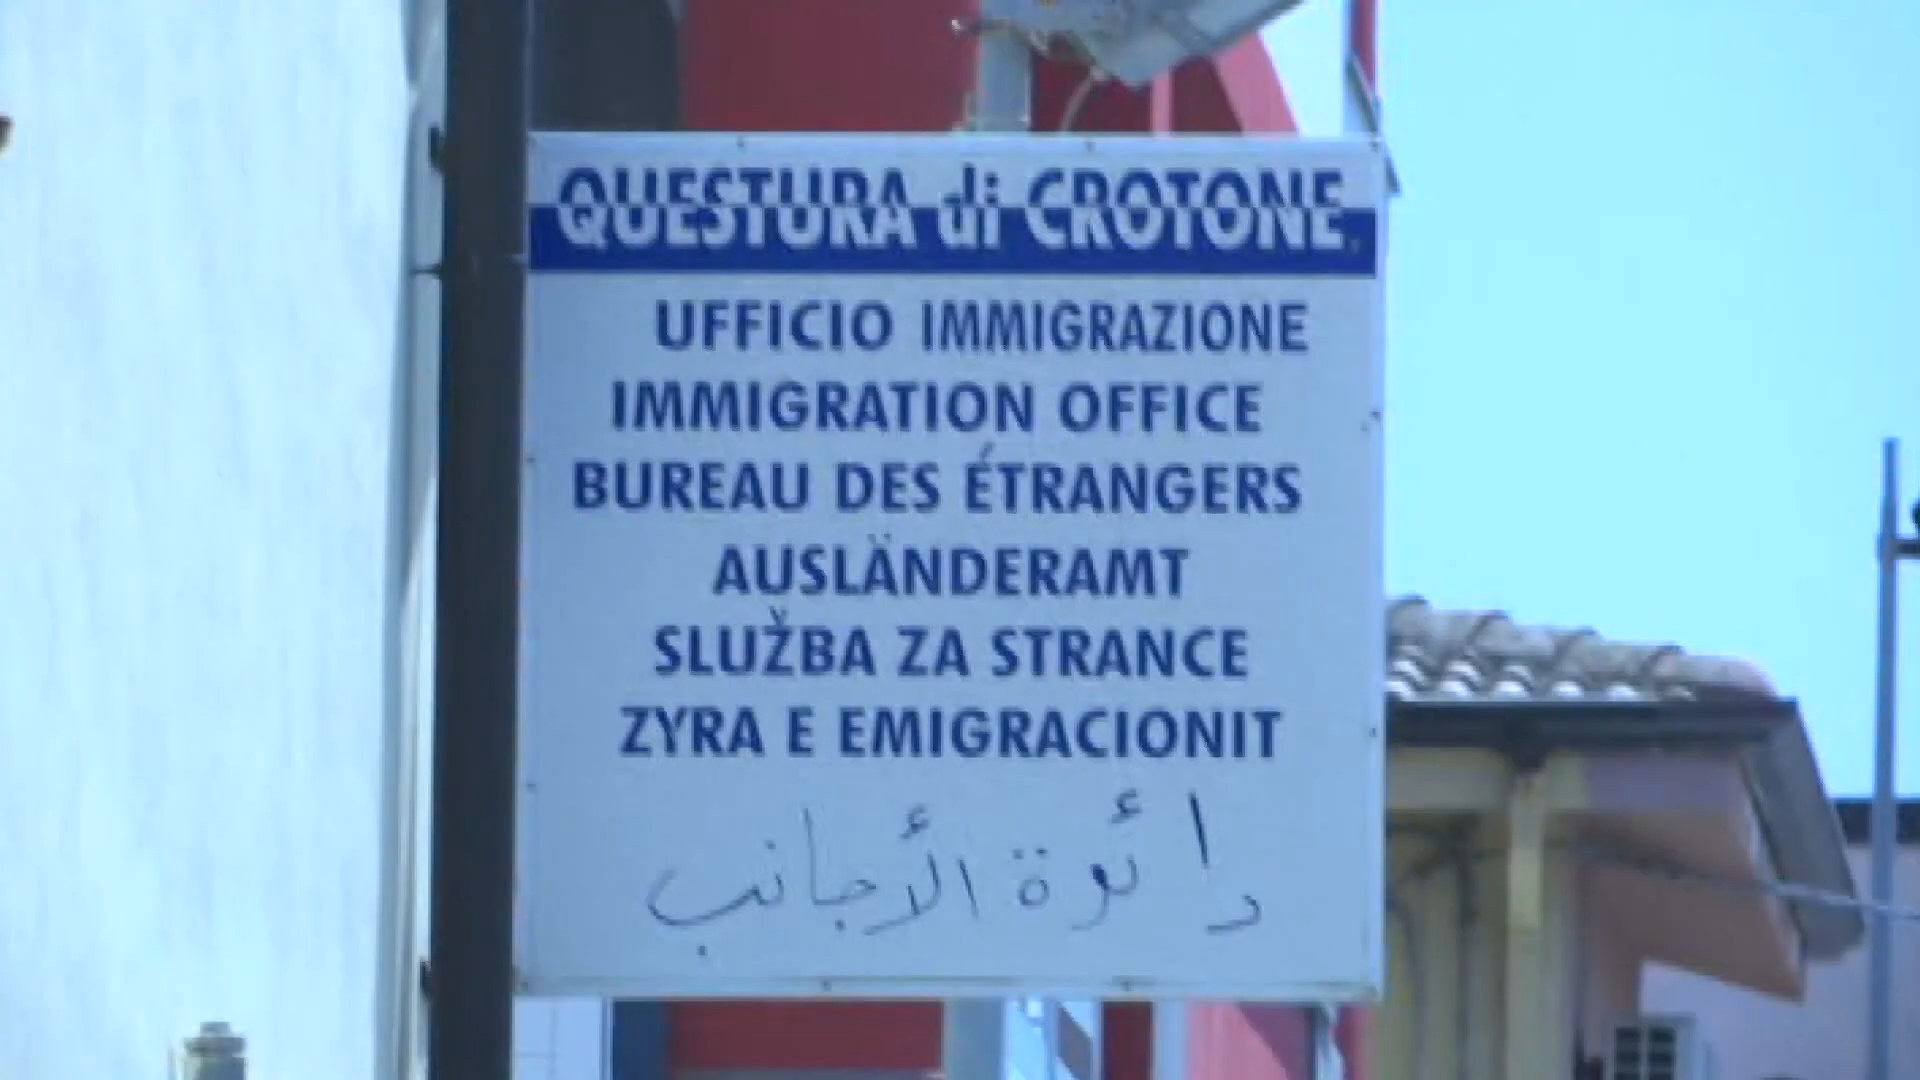 QUESTURA di CROTONE
UFFICIO IMMIGRAZIONE
IMMIGRATION OFFICE
BUREAU DES ÉTRANGERS
AUSLÄNDERAMT
SLUŽBA ZA STRANCE
ZYRA E EMIGRACIONIT
دائرة الأجانب